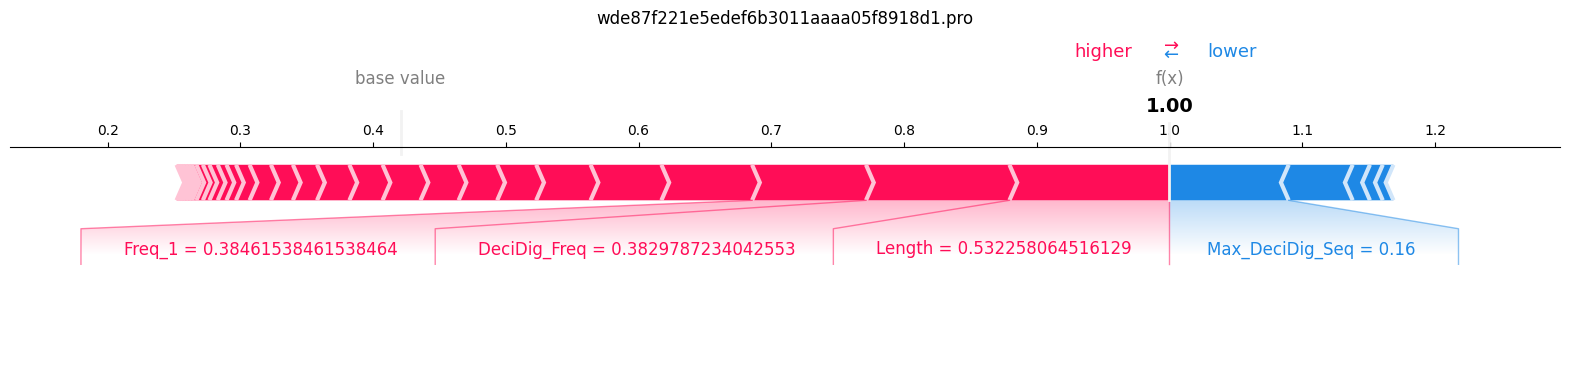 wde87f221e5edef6b3011aaaa05f8918d1.pro
higher ⇄ lower
base value f(x)
1.00
0.2 0.3 0.4 0.5 0.6 0.7 0.8 0.9 1.0 1.1 1.2
Freq_1 = 0.38461538461538464 DeciDig_Freq = 0.3829787234042553 Length = 0.532258064516129 Max_DeciDig_Seq = 0.16